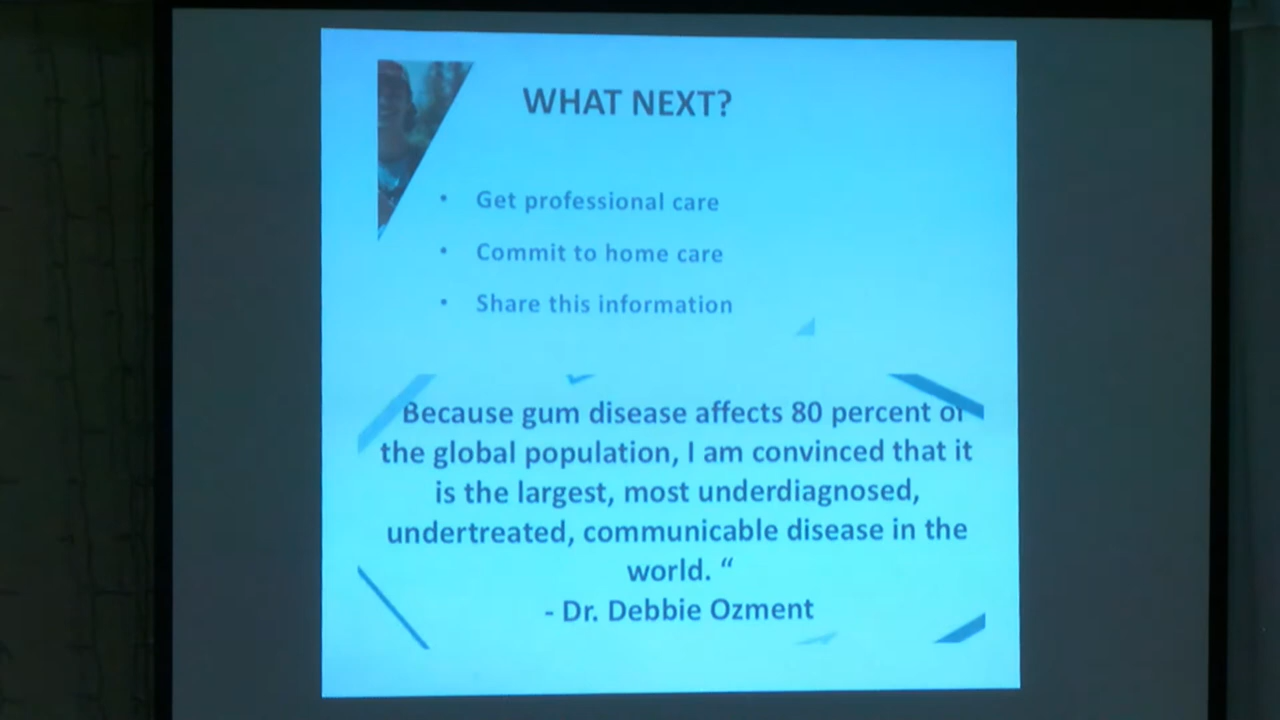 WHAT NEXT?
• Get professional care
• Commit to home care
• Share this information
Because gum disease affects 80 percent of
the global population, I am convinced that it
is the largest, most underdiagnosed,
undertreated, communicable disease in the
world. “
- Dr. Debbie Ozment